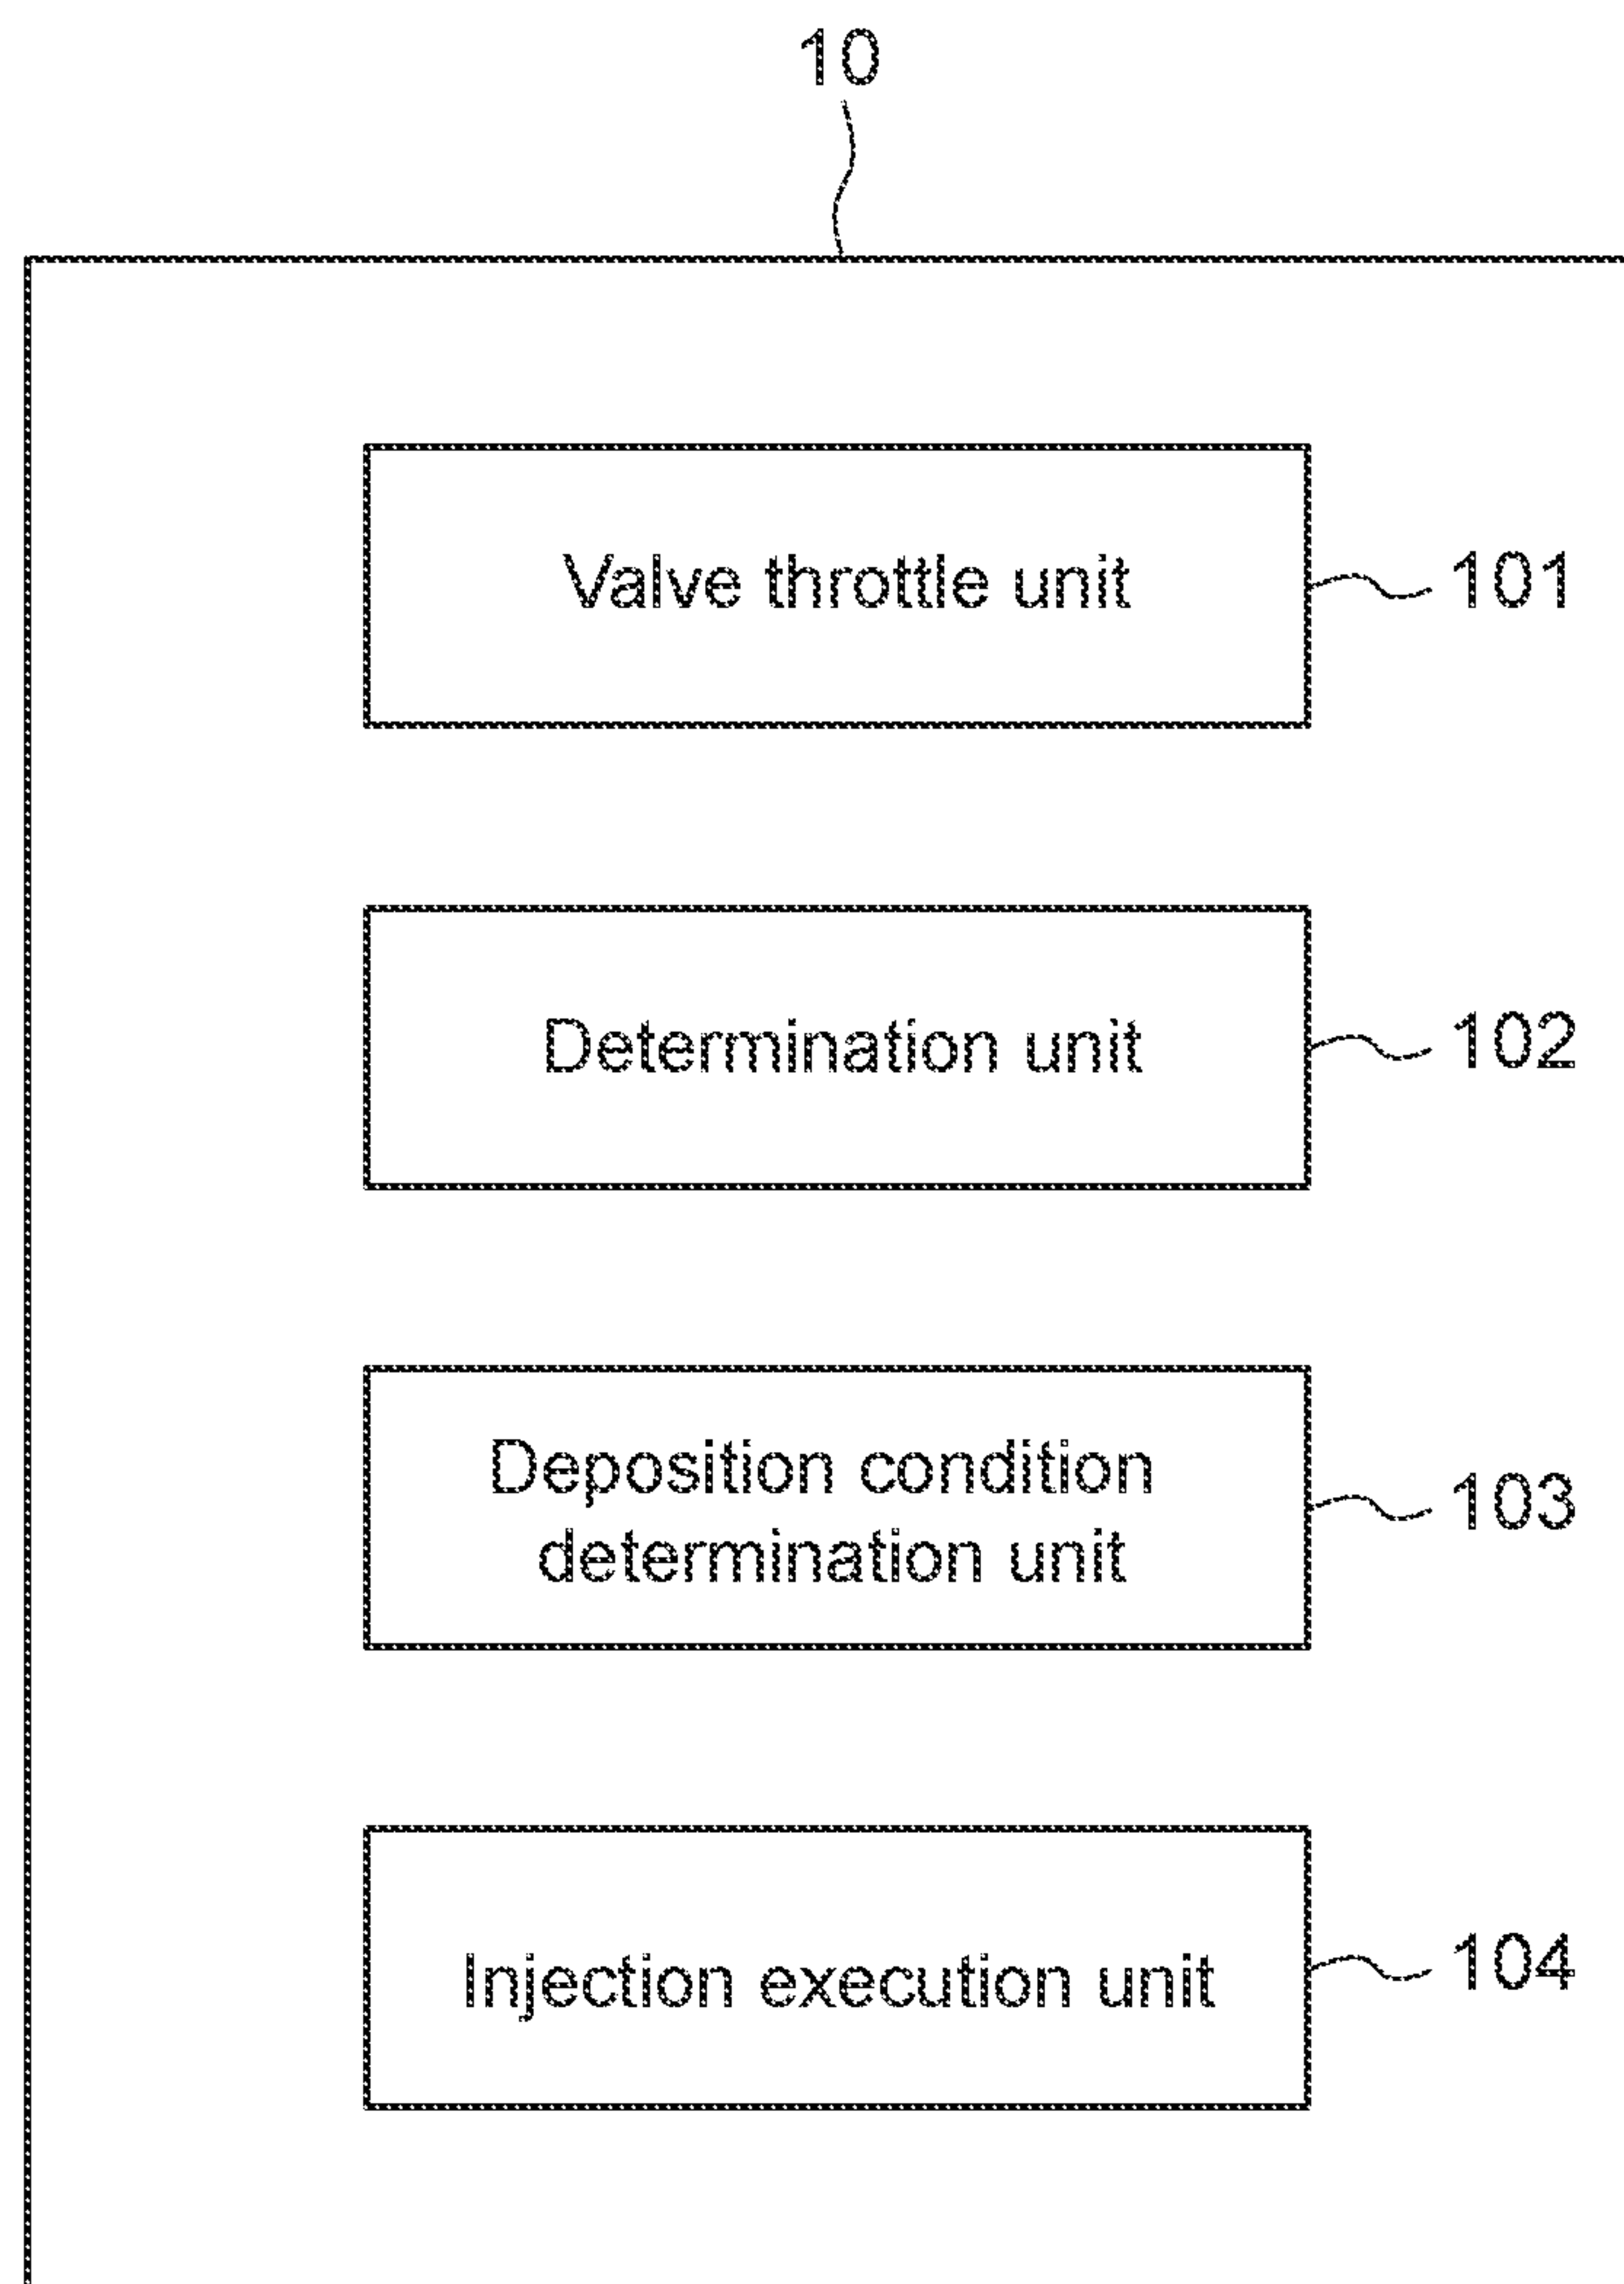 10
Valve throttle unit
101
Determination unit
102
Deposition condition
determination unit
103
Injection execution unit
104